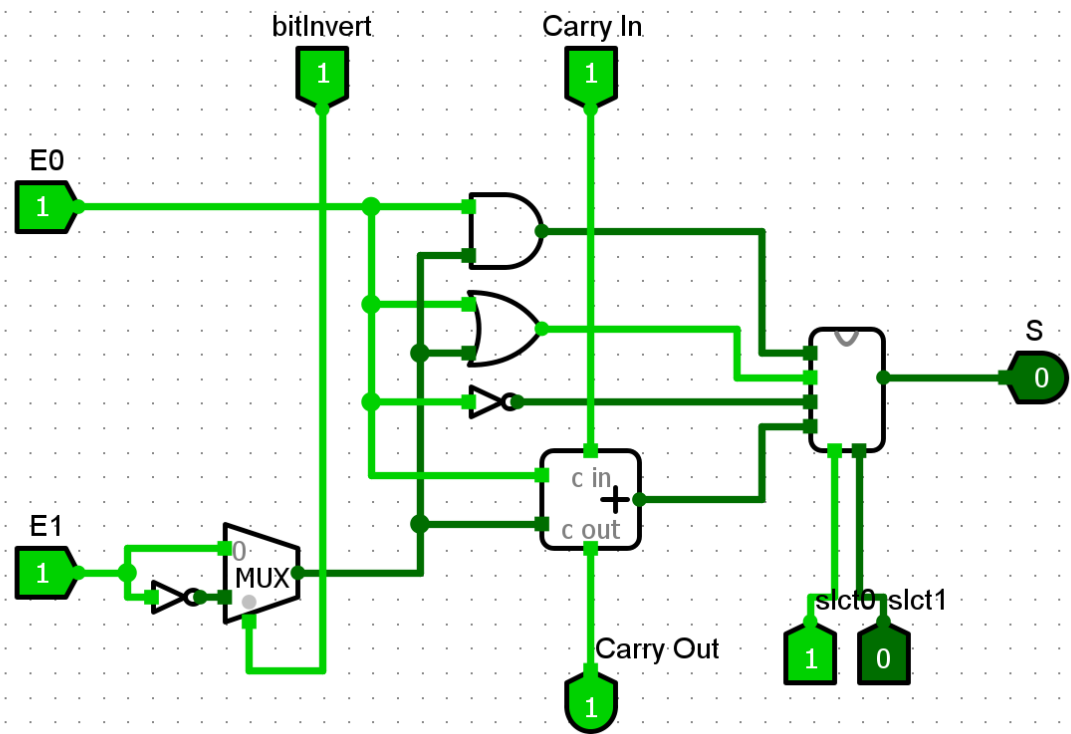 bitInvert
Carry In
1
1
E0
1
S
0
c in
+
c out
E1
1
0
MUX
slct0 slct1
1
0
Carry Out
1